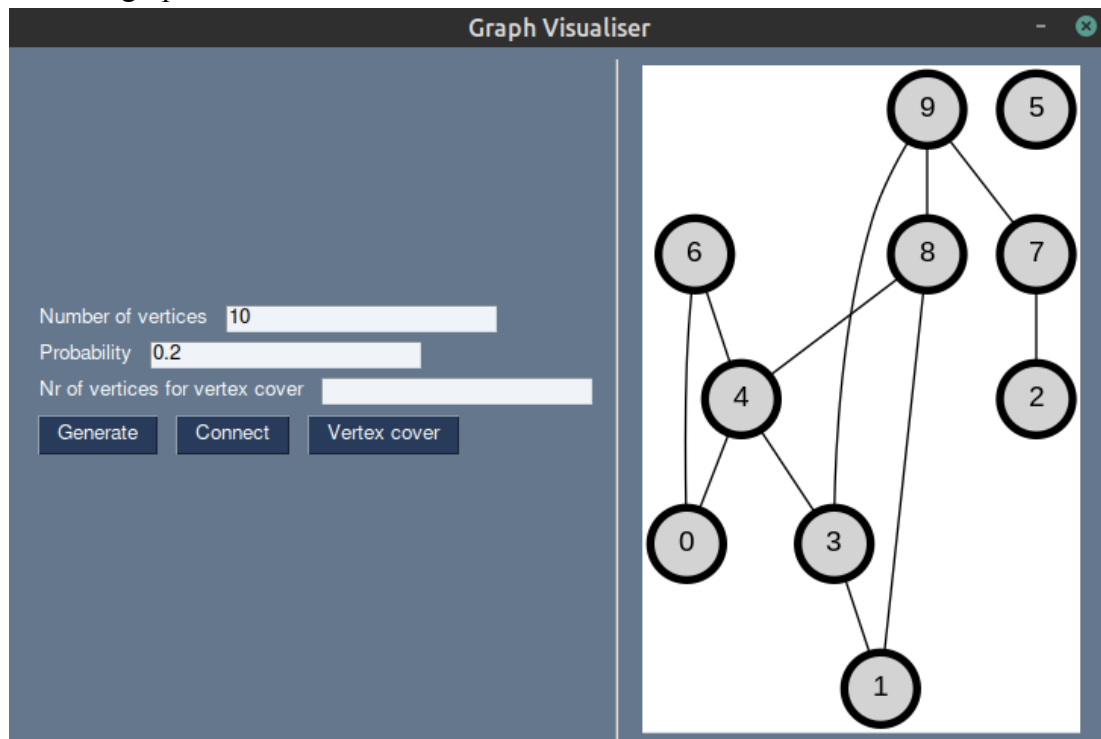 Graph Visualiser
Number of vertices 10
Probability 0.2
Nr of vertices for vertex cover
Generate Connect Vertex cover
9 5
6 8 7
4 2
0 3
1